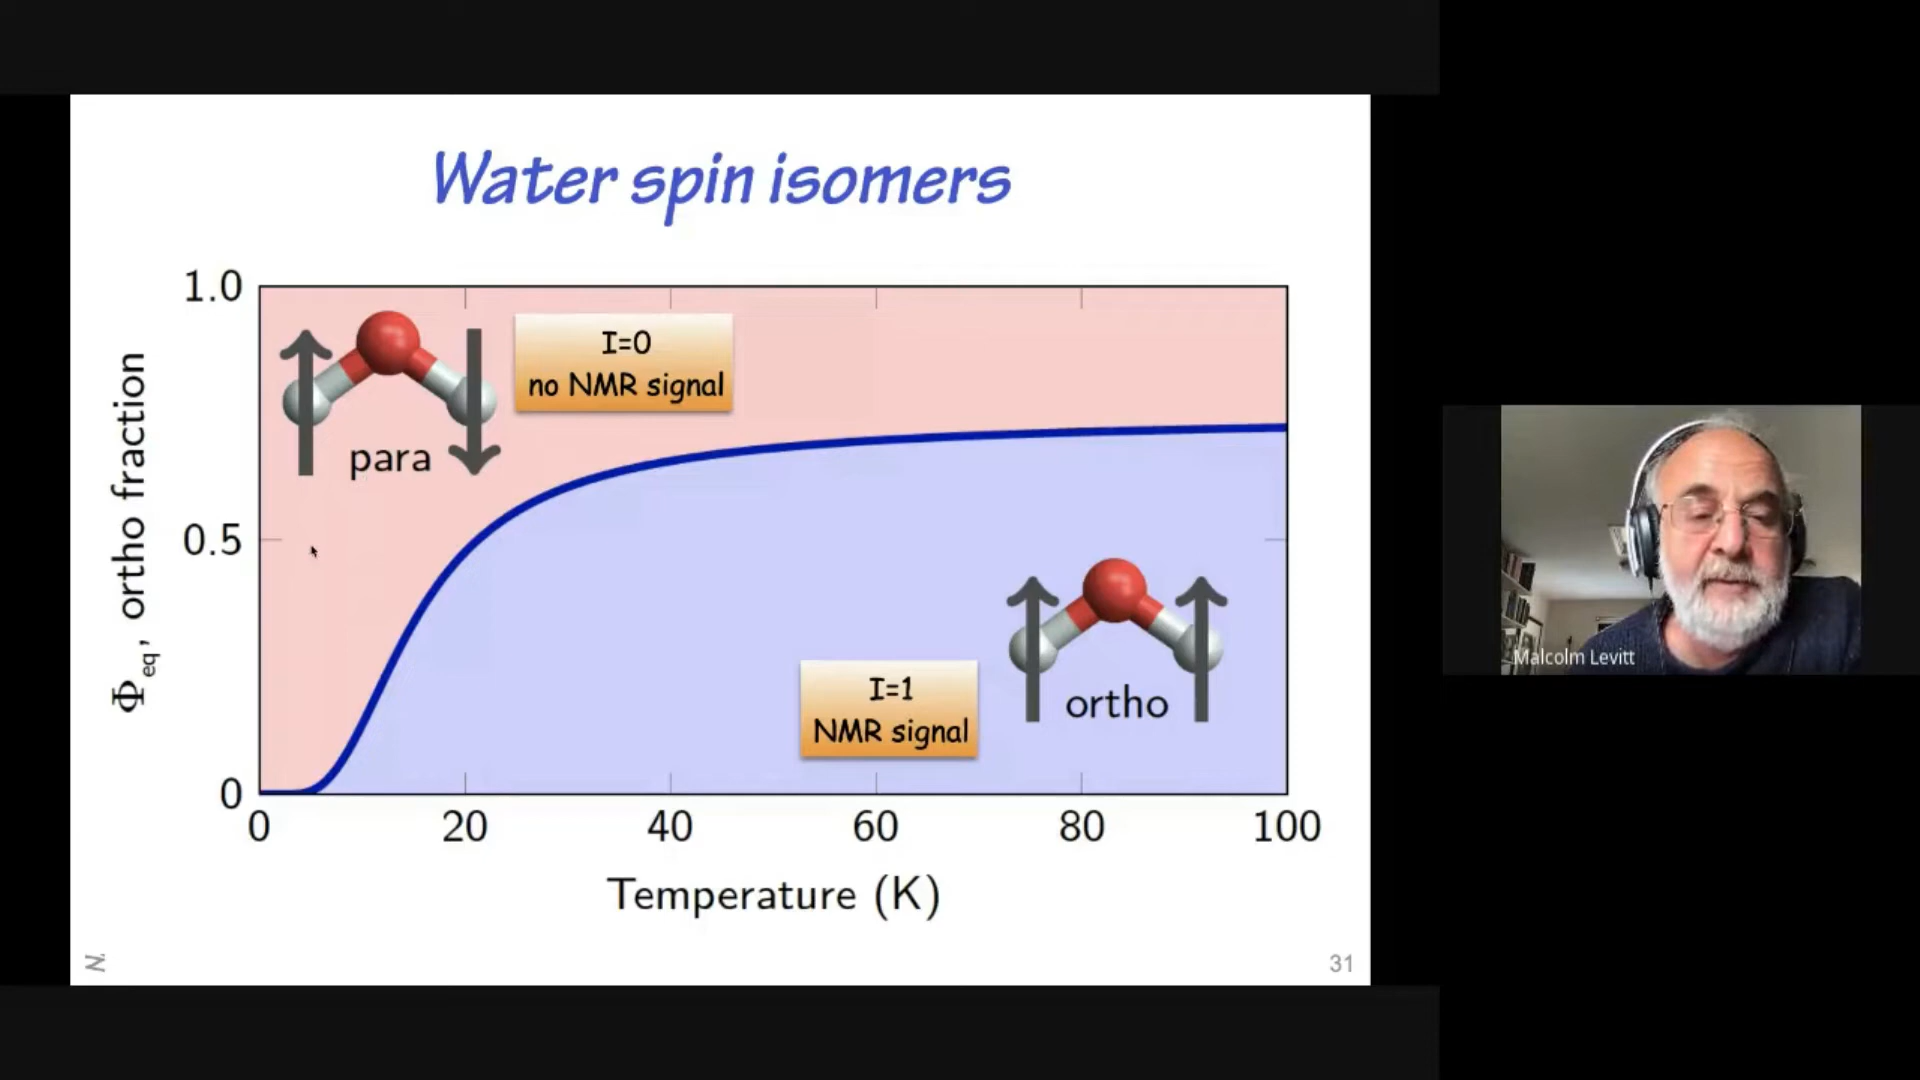 Water spin isomers
1.0
0.5
0
Φeq, ortho fraction
para
I=0
no NMR signal
I=1
NMR signal
ortho
0 20 40 60 80 100
Temperature (K)
N.
31
Malcolm Levitt